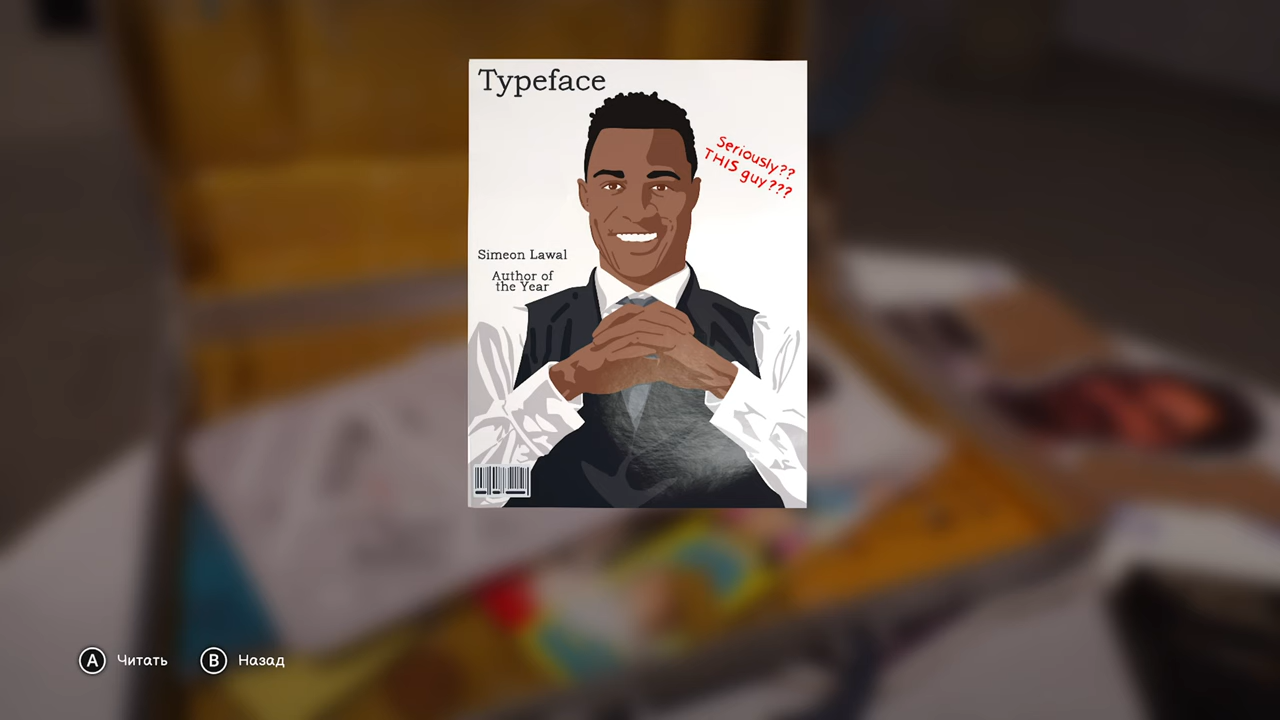 Typeface
Seriously??
THIS guy???
Simeon Lawal
Author of
the Year
A Читать
B Назад